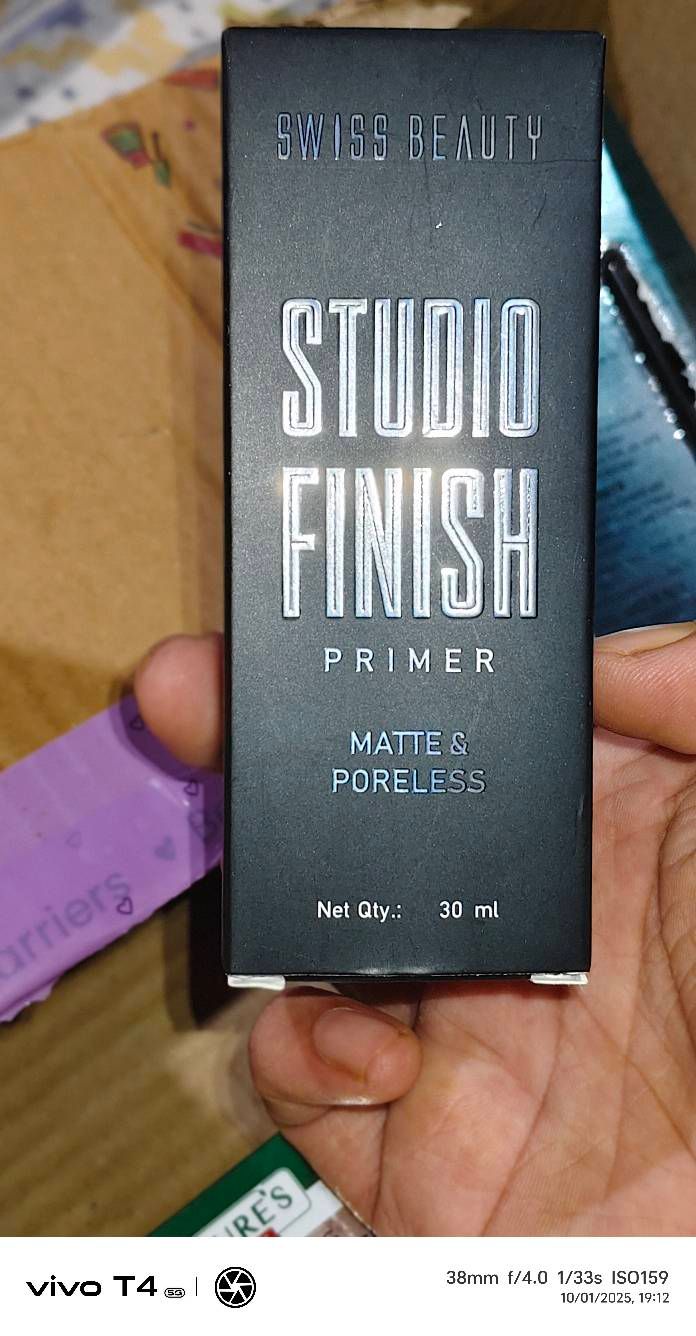 SWISS BEAUTY
STUDIO
FINISH
PRIMER
MATTE &
PORELESS
Net Qty.: 30 ml
vivo T4 5G
38mm f/4.0 1/33s ISO159
10/01/2025, 19:12